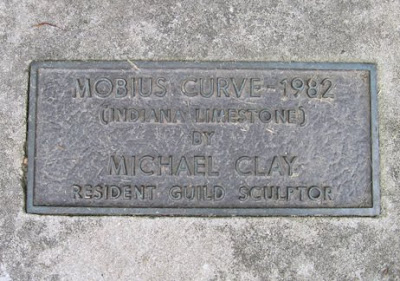 MOBIUS CURVE-1982
(INDIANA LIMESTONE)
BY
MICHAEL CLAY
RESIDENT GUILD SCULPTOR